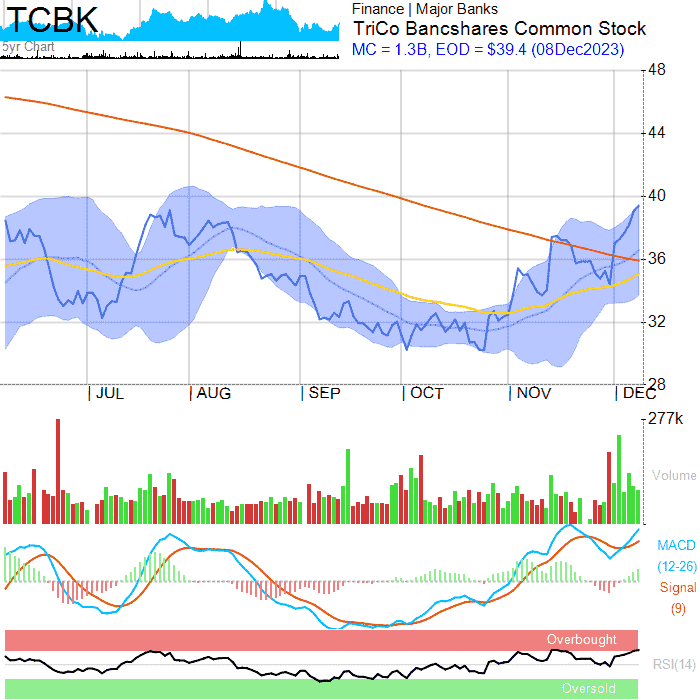 TCBK
5yr Chart
Finance | Major Banks
TriCo Bancshares Common Stock
MC = 1.3B, EOD = $39.4 (08Dec2023)
48
44
40
36
32
28
JUL AUG SEP OCT NOV DEC
277k
Volume
MACD
(12-26)
Signal
(9)
Overbought
RSI(14)
Oversold